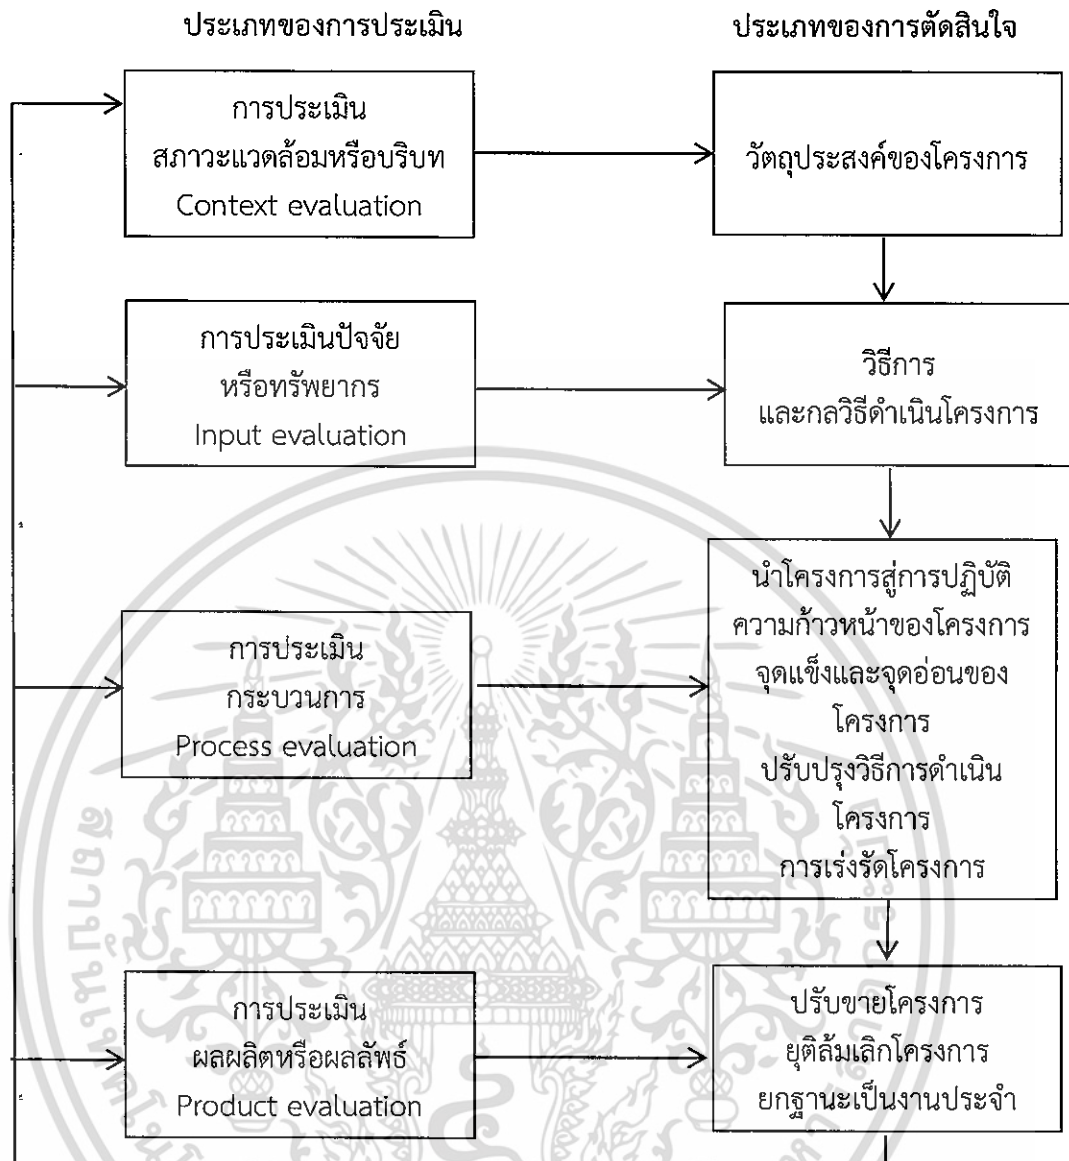 ประเภทของการประเมิน
ประเภทของการตัดสินใจ
การประเมิน
สภาวะแวดล้อมหรือบริบท
Context evaluation
วัตถุประสงค์ของโครงการ
การประเมินปัจจัย
หรือทรัพยากร
Input evaluation
วิธีการ
และกลวิธีดำเนินโครงการ
การประเมิน
กระบวนการ
Process evaluation
นำโครงการสู่การปฏิบัติ
ความก้าวหน้าของโครงการ
จุดแข็งและจุดอ่อนของ
โครงการ
ปรับปรุงวิธีการดำเนิน
โครงการ
การเร่งรัดโครงการ
การประเมิน
ผลผลิตหรือผลลัพธ์
Product evaluation
ปรับขายโครงการ
ยุติล้มเลิกโครงการ
ยกฐานะเป็นงานประจำ